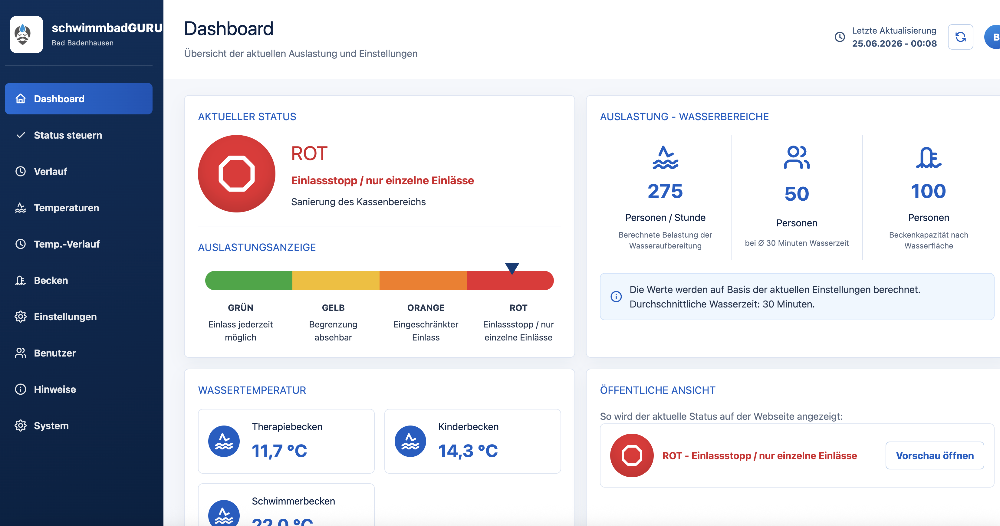 schwimmbadGURU
Bad Badenhausen
Dashboard
Status steuern
Verlauf
Temperaturen
Temp.-Verlauf
Becken
Einstellungen
Benutzer
Hinweise
System
Dashboard
Übersicht der aktuellen Auslastung und Einstellungen
Letzte Aktualisierung
25.06.2026 - 00:08
B
AKTUELLER STATUS
ROT
Einlassstopp / nur einzelne Einlässe
Sanierung des Kassenbereichs
AUSLASTUNGSANZEIGE
GRÜN
Einlass jederzeit
möglich
GELB
Begrenzung
absehbar
ORANGE
Eingeschränkter
Einlass
ROT
Einlassstopp / nur
einzelne Einlässe
AUSLASTUNG - WASSERBEREICHE
275
Personen / Stunde
Berechnete Belastung der
Wasseraufbereitung
50
Personen
bei Ø 30 Minuten Wasserzeit
100
Personen
Beckenkapazität nach
Wasserfläche
Die Werte werden auf Basis der aktuellen Einstellungen berechnet.
Durchschnittliche Wasserzeit: 30 Minuten.
WASSERTEMPERATUR
Therapiebecken
11,7 °C
Kinderbecken
14,3 °C
Schwimmerbecken
22,0 °C
ÖFFENTLICHE ANSICHT
So wird der aktuelle Status auf der Webseite angezeigt:
ROT - Einlassstopp / nur einzelne Einlässe
Vorschau öffnen